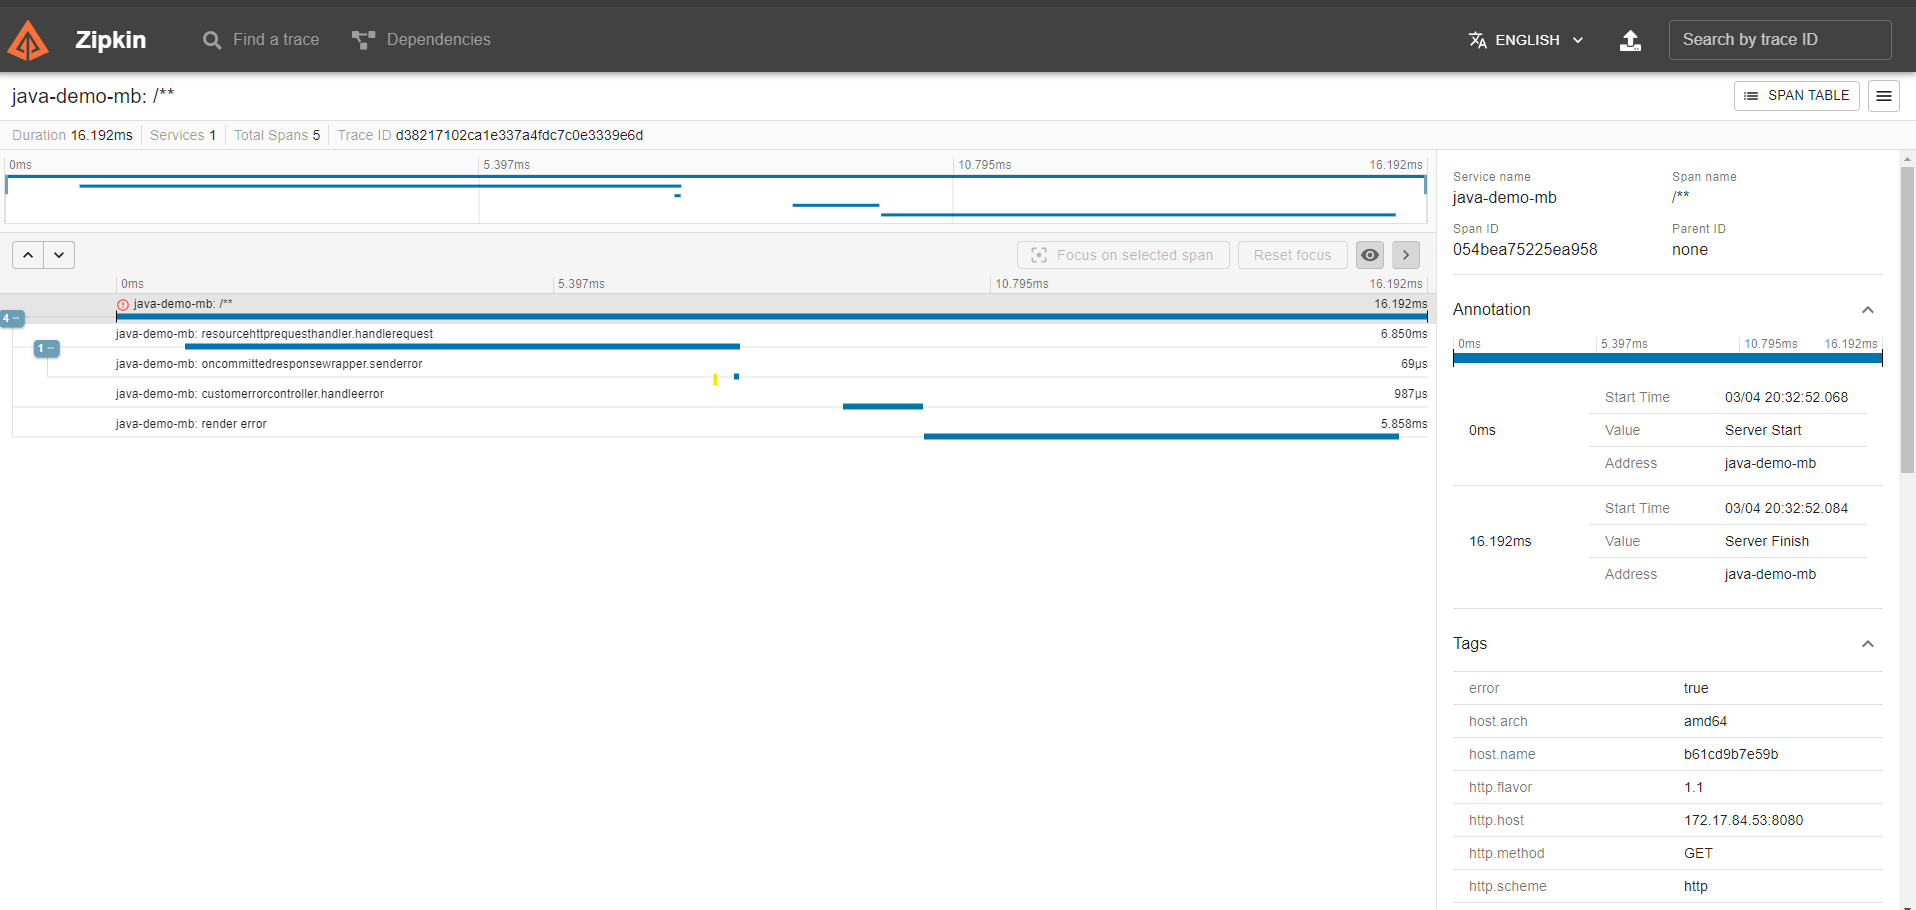 Zipkin Find a trace Dependencies ENGLISH Search by trace ID
java-demo-mb: /** SPAN TABLE
Duration 16.192ms Services 1 Total Spans 5 Trace ID d38217102ca1e337a4fdc7c0e3339e6d
0ms 5.397ms 10.795ms 16.192ms
Focus on selected span Reset focus
0ms 5.397ms 10.795ms 16.192ms
java-demo-mb: /** 16.192ms
4 −
java-demo-mb: resourcehttprequesthandler.handlerequest 6.850ms
1 −
java-demo-mb: oncommittedresponsewrapper.senderror 69µs
java-demo-mb: customerrorcontroller.handleerror 987µs
java-demo-mb: render error 5.858ms
Service name Span name
java-demo-mb /**
Span ID Parent ID
054bea75225ea958 none
Annotation
0ms 5.397ms 10.795ms 16.192ms
Start Time 03/04 20:32:52.068
0ms Value Server Start
Address java-demo-mb
Start Time 03/04 20:32:52.084
16.192ms Value Server Finish
Address java-demo-mb
Tags
error true
host.arch amd64
host.name b61cd9b7e59b
http.flavor 1.1
http.host 172.17.84.53:8080
http.method GET
http.scheme http